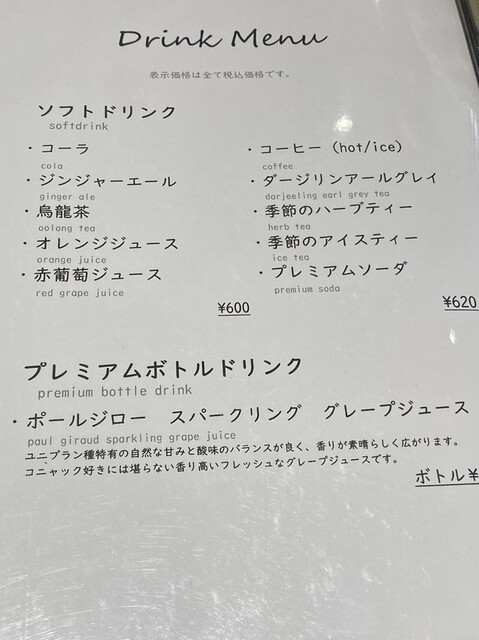 Drink Menu
表示価格は全て税込価格です。
ソフトドリンク
softdrink
・コーラ
cola
・ジンジャーエール
ginger ale
・烏龍茶
oolong tea
・オレンジジュース
orange juice
・赤葡萄ジュース
red grape juice
¥600
・コーヒー（hot/ice）
coffee
・ダージリンアールグレイ
darjeeling earl grey tea
・季節のハーブティー
herb tea
・季節のアイスティー
ice tea
・プレミアムソーダ
premium soda
¥620
プレミアムボトルドリンク
premium bottle drink
・ポールジロー　スパークリング　グレープジュース
paul giraud sparkling grape juice
ユニブラン種特有の自然な甘みと酸味のバランスが良く、香りが素晴らしく広がります。
コニャック好きには堪らない香り高いフレッシュなグレープジュースです。
ボトル¥